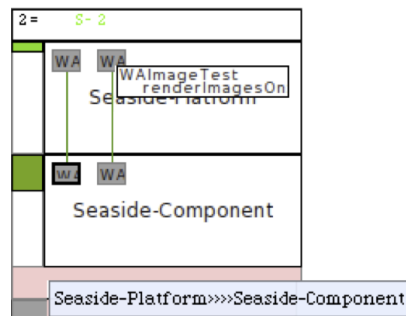 2= S-2
WA WA
WAImageTest
renderImagesOn
Seaside-Platform
WA WA
Seaside-Component
Seaside-Platform>>>>Seaside-Component